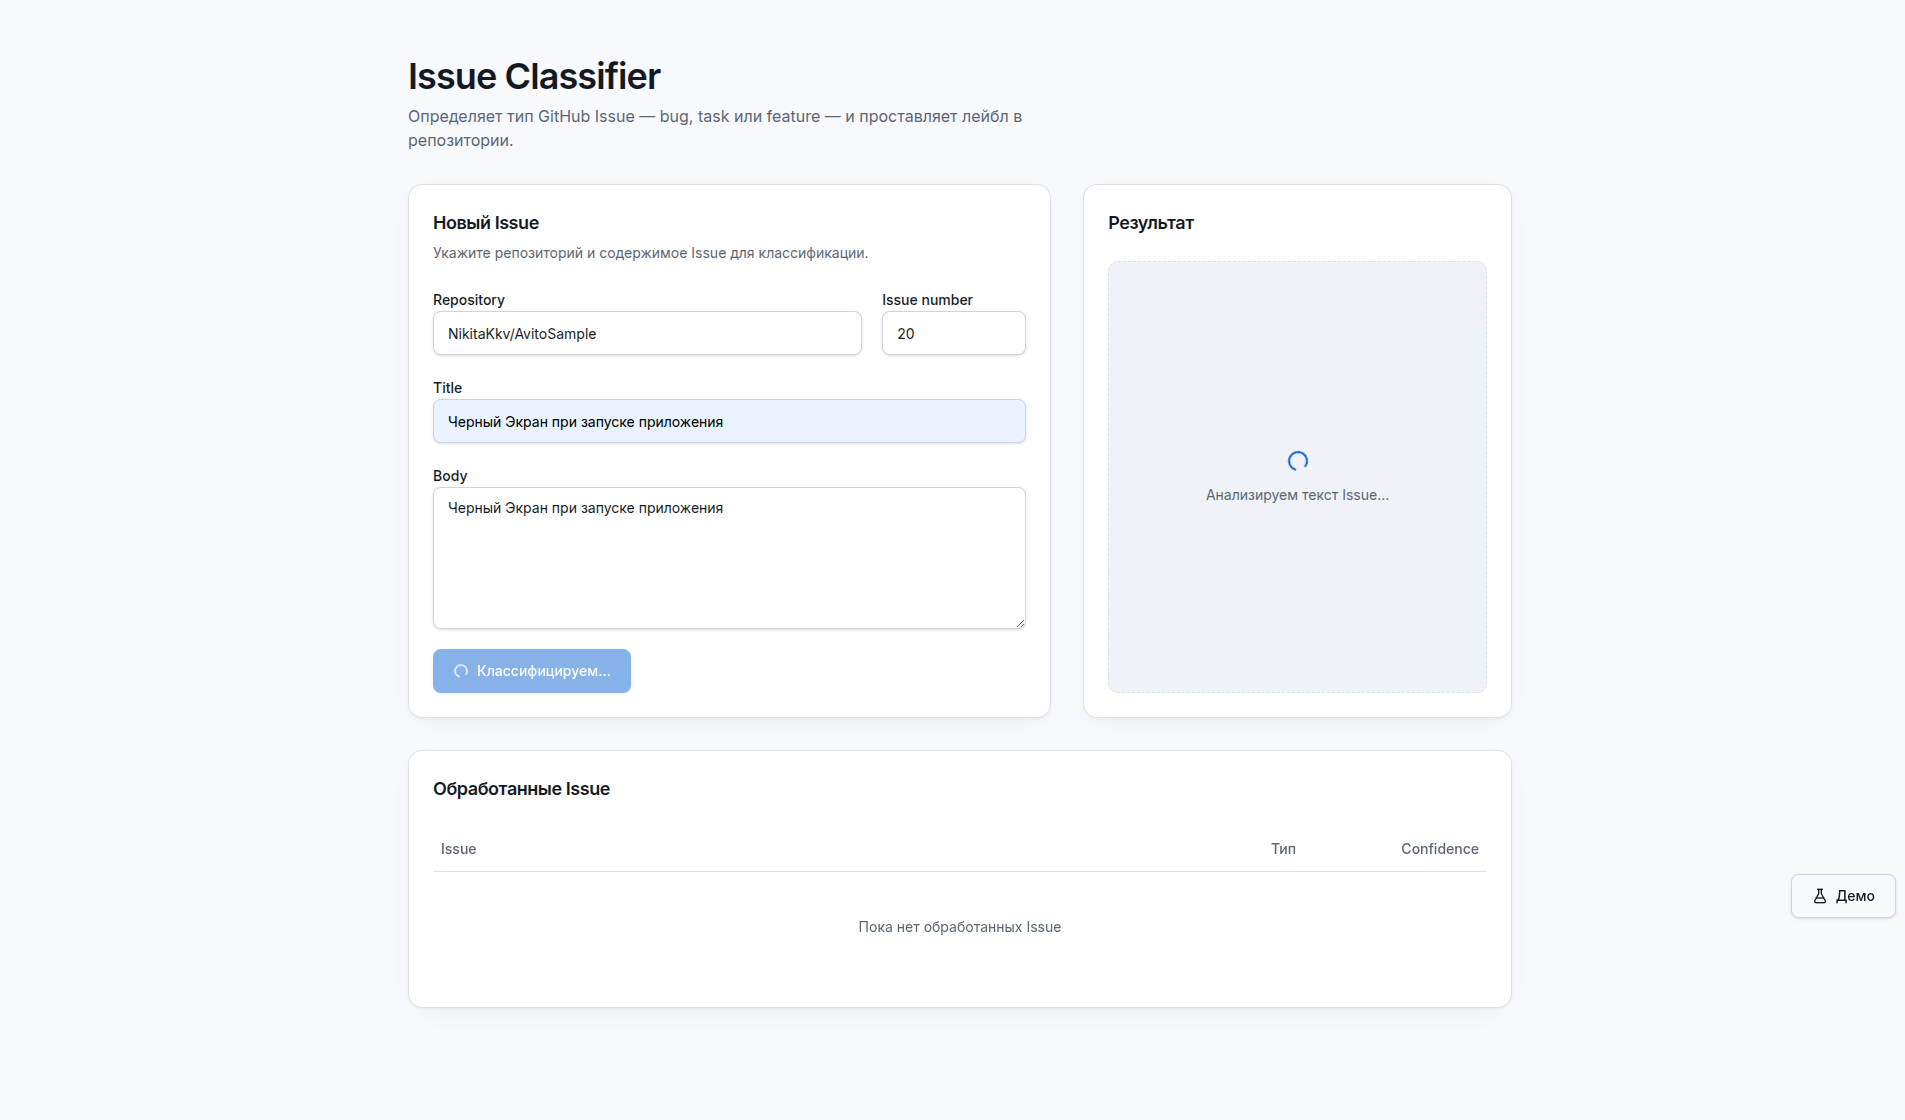 Issue Classifier
Определяет тип GitHub Issue — bug, task или feature — и проставляет лейбл в
репозитории.
Новый Issue
Укажите репозиторий и содержимое Issue для классификации.
Repository
Issue number
NikitaKkv/AvitoSample
20
Title
Черный Экран при запуске приложения
Body
Черный Экран при запуске приложения
Классифицируем...
Результат
Анализируем текст Issue...
Обработанные Issue
Issue
Тип
Confidence
Пока нет обработанных Issue
Демо